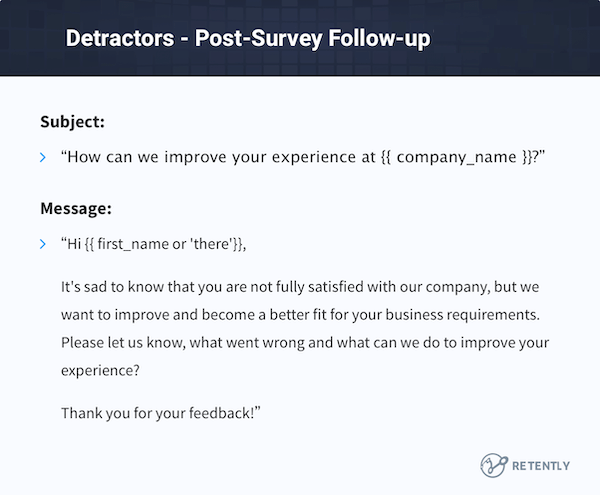 Detractors - Post-Survey Follow-up
Subject:
“How can we improve your experience at {{ company_name }}?”
Message:
“Hi {{ first_name or 'there'}},
It's sad to know that you are not fully satisfied with our company, but we
want to improve and become a better fit for your business requirements.
Please let us know, what went wrong and what can we do to improve your
experience?
Thank you for your feedback!”
RETENTLY